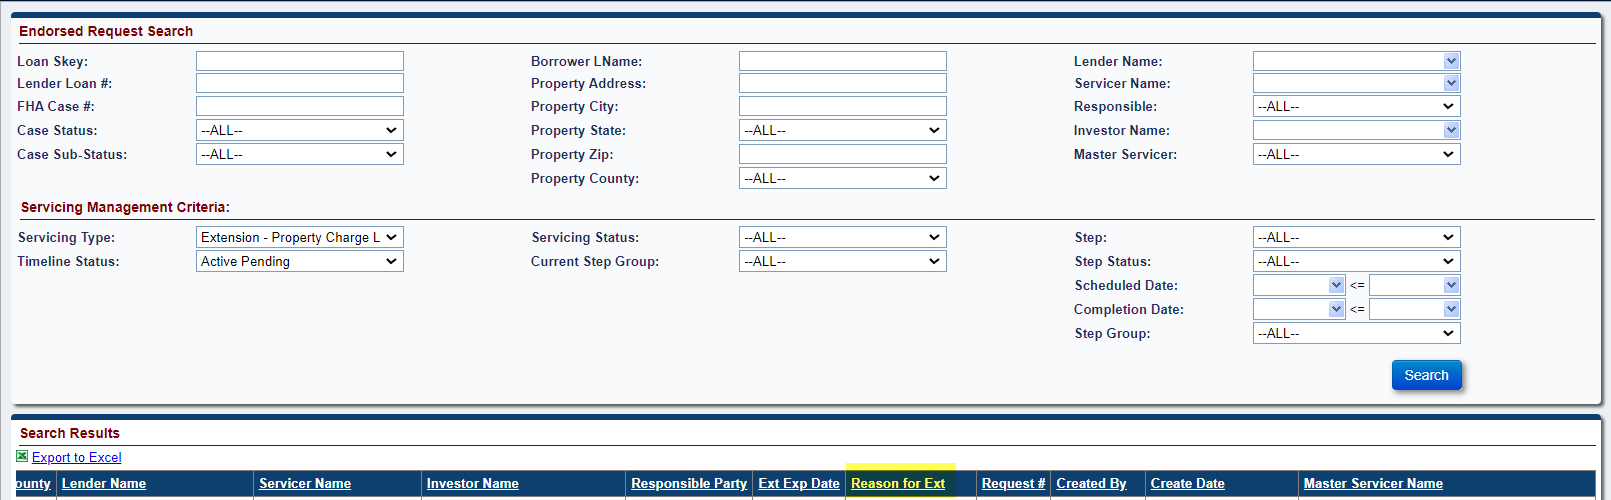 Endorsed Request Search
Loan Skey: Borrower LName: Lender Name:
Lender Loan #: Property Address: Servicer Name:
FHA Case #: Property City: Responsible: --ALL--
Case Status: --ALL-- Property State: --ALL-- Investor Name:
Case Sub-Status: --ALL-- Property Zip: Master Servicer: --ALL--
Property County: --ALL--
Servicing Management Criteria:
Servicing Type: Extension - Property Charge L Servicing Status: --ALL-- Step: --ALL--
Timeline Status: Active Pending Current Step Group: --ALL-- Step Status: --ALL--
Scheduled Date: <=
Completion Date: <=
Step Group: --ALL--
Search
Search Results
Export to Excel
ounty Lender Name Servicer Name Investor Name Responsible Party Ext Exp Date Reason for Ext Request # Created By Create Date Master Servicer Name